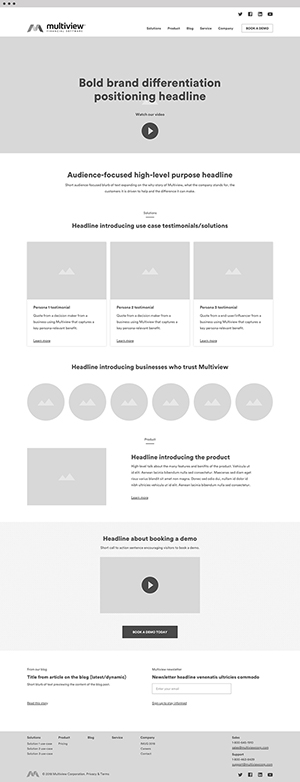 multiview
FINANCIAL SOFTWARE
Solutions Product Blog Service Company BOOK A DEMO
Bold brand differentiation
positioning headline
Watch our video
Audience-focused high-level purpose headline
Short audience focused blurb of text expanding on the why story of Multiview, what the company stands for, the
customers it is driven to help and the difference it can make.
Solutions
Headline introducing use case testimonials/solutions
Persona 1 testimonial
Quote from a decision maker from a
business using Multiview that captures a
key persona relevant benefit.
Learn more
Persona 2 testimonial
Quote from a decision maker from a
business using Multiview that captures a
key persona relevant benefit.
Learn more
Persona 3 testimonial
Quote from a end user/influencer from a
business using Multiview that captures a
key persona relevant benefit.
Learn more
Headline introducing businesses who trust Multiview
Product
Headline introducing the product
High-level talk about the many features and benefits of the product. Vehicula ut
id elit. Aenean lacinia bibendum nulla sed consectetur. Maecenas sed diam eget
risus varius blandit sit amet non magna. Donec sed odio dui, nullam id dolor id
nibh ultricies vehicula ut id elit. Aenean lacinia bibendum nulla sed consectetur.
Learn more
Headline about booking a demo
Short call to action sentence encouraging visitors to book a demo.
BOOK A DEMO TODAY
From our blog
Title from article on the blog (latest/dynamic)
Short blurb of text previewing the content of the blog post.
Read this story
Multiview newsletter
Newsletter headline venenatis ultricies commodo
Enter your email
Sign up to stay informed
Solutions Product Blog Service Company Sales
Solution 1 use case
Solution 2 use case
Solution 3 use case
Pricing
Careers
Contact
Support
© 2018 Multiview Corporation Privacy & Terms